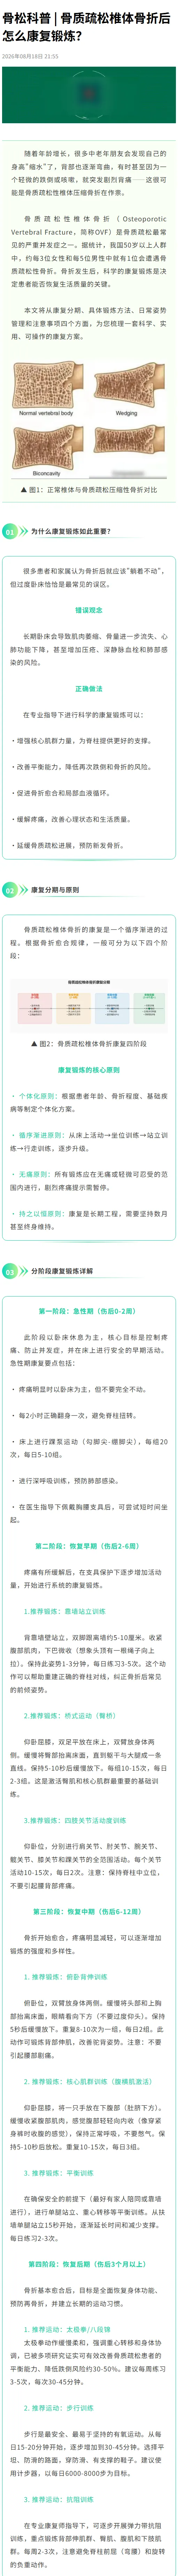 骨松科普 | 骨质疏松椎体骨折后
怎么康复锻炼？
2026年08月18日 21:55
随着年龄增长，很多中老年朋友会发现自己的
身高"缩水"了，背部也逐渐弯曲，有时甚至因为一
个轻微的跌倒或咳嗽，就突发剧烈背痛——这很可
能是骨质疏松性椎体压缩骨折在作祟。
骨质疏松性椎体骨折（Osteoporotic
Vertebral Fracture，简称OVF）是骨质疏松最常
见的严重并发症之一。据统计，我国50岁以上人群
中，约每3位女性和每5位男性中就有1位会遭遇骨
质疏松性骨折。骨折发生后，科学的康复锻炼是决
定患者能否恢复生活质量的关键。
本文将从康复分期、具体锻炼方法、日常姿势
管理和注意事项四个方面，为您梳理一套科学、实
用、可操作的康复方案。
Normal vertebral body
Wedging
Biconcavity
▲ 图1：正常椎体与骨质疏松压缩性骨折对比
01
为什么康复锻炼如此重要？
很多患者和家属认为骨折后就应该"躺着不动"，
但过度卧床恰恰是最常见的误区。
错误观念
长期卧床会导致肌肉萎缩、骨量进一步流失、心
肺功能下降，甚至增加压疮、深静脉血栓和肺部感
染的风险。
正确做法
在专业指导下进行科学的康复锻炼可以：
•增强核心肌群力量，为脊柱提供更好的支撑。
•改善平衡能力，降低再次跌倒和骨折的风险。
•促进骨折愈合和局部血液循环。
•缓解疼痛，改善心理状态和生活质量。
•延缓骨质疏松进展，预防新发骨折。
02
康复分期与原则
骨质疏松椎体骨折的康复是一个循序渐进的过
程。根据骨折愈合规律，一般可分为以下四个阶
段：
骨质疏松椎体骨折康复训练分期
▲ 图2：骨质疏松椎体骨折康复四阶段
康复锻炼的核心原则
• 个体化原则：根据患者年龄、骨折程度、基础疾
病等制定个体化方案。
• 循序渐进原则：从床上活动→坐位训练→站立训
练→行走训练，逐步升级。
• 无痛原则：所有锻炼应在无痛或轻微可忍受的范
围内进行，剧烈疼痛提示需暂停。
• 持之以恒原则：康复是长期工程，需要坚持数月
甚至终身维持。
03
分阶段康复锻炼详解
第一阶段：急性期（伤后0-2周）
此阶段以卧床休息为主，核心目标是控制疼
痛、防止并发症，并在床上进行安全的早期活动。
急性期康复要点包括：
• 疼痛明显时以卧床为主，但不要完全不动。
• 每2小时正确翻身一次，避免脊柱扭转。
• 床上进行踝泵运动（勾脚尖-绷脚尖），每组20
次，每日5-10组。
• 进行深呼吸训练，预防肺部感染。
• 在医生指导下佩戴胸腰支具后，可尝试短时间坐
起。
第二阶段：恢复早期（伤后2-6周）
疼痛有所缓解后，在支具保护下逐步增加活动
量，开始进行系统的康复锻炼。
1.推荐锻炼：靠墙站立训练
背靠墙壁站立，双脚跟离墙约5-10厘米。收紧
腹部肌肉，下巴微收（想象头顶有一根绳子向上
拉）。保持此姿势1-3分钟，每日练习3-5次。这个动
作可以帮助重建正确的脊柱对线，纠正骨折后常见
的前倾姿势。
2.推荐锻炼：桥式运动（臀桥）
仰卧屈膝，双足平放在床上，双臂放身体两
侧。缓慢将臀部抬离床面，直到躯干与大腿成一条
直线。保持5-10秒后缓慢放下。每组10-15次，每日
2-3组。这是激活臀肌和核心肌群最重要的基础训
练。
3.推荐锻炼：四肢关节活动度训练
仰卧位，分别进行肩关节、肘关节、腕关节、
髋关节、膝关节和踝关节的全范围活动。每个关节
活动10-15次，每日2次。注意：保持脊柱中立位，
不要引起腰背部疼痛。
第三阶段：恢复中期（伤后6-12周）
骨折开始愈合，疼痛明显减轻，可以逐渐增加
锻炼的强度和多样性。
1. 推荐锻炼：俯卧背伸训练
俯卧位，双臂放身体两侧。缓慢将头部和上胸
部抬离床面，眼睛看向下方（不要过度仰头）。保持
5秒后缓慢放下。重复8-10次为一组，每日2组。此
动作可锻炼背部伸肌，改善驼背姿势。注意：不要
引起腰部剧痛。
2. 推荐锻炼：核心肌群训练（腹横肌激活）
仰卧屈膝，将一只手放在下腹部（肚脐下方）。
缓慢收紧腹部肌肉，感觉腹部轻轻向内收（像穿紧
身裤时收腹的感觉），保持正常呼吸，不要憋气。保
持5-10秒后放松。重复10-15次，每日3组。
3. 推荐锻炼：平衡训练
在确保安全的前提下（最好有家人陪同或靠墙
进行），进行单腿站立、重心转移等平衡训练。从扶
墙单腿站立15秒开始，逐渐延长时间和减少支撑。
每日练习2-3次。
第四阶段：恢复后期（伤后3个月以上）
骨折基本愈合后，目标是全面恢复身体功能、
预防再骨折，并建立长期的运动习惯。
1. 推荐运动：太极拳/八段锦
太极拳动作缓慢柔和，强调重心转移和身体协
调，已被多项研究证实可有效改善骨质疏松患者的
平衡能力、降低跌倒风险约30-50%。建议每周练习
3-5次，每次30-45分钟。
2. 推荐运动：步行训练
步行是最安全、最易于坚持的有氧运动。从每
日15-20分钟开始，逐步增加到30-45分钟。选择平
坦、防滑的路面，穿防滑、有支撑的鞋子。建议使
用计步器，以每日6000-8000步为目标。
3. 推荐运动：抗阻训练
在专业康复师指导下，可逐步开展弹力带抗阻
训练，重点锻炼背部伸肌群、臀肌、腹肌和下肢肌
群。每周2-3次，注意避免脊柱前屈（弯腰）和旋转
的负重动作。